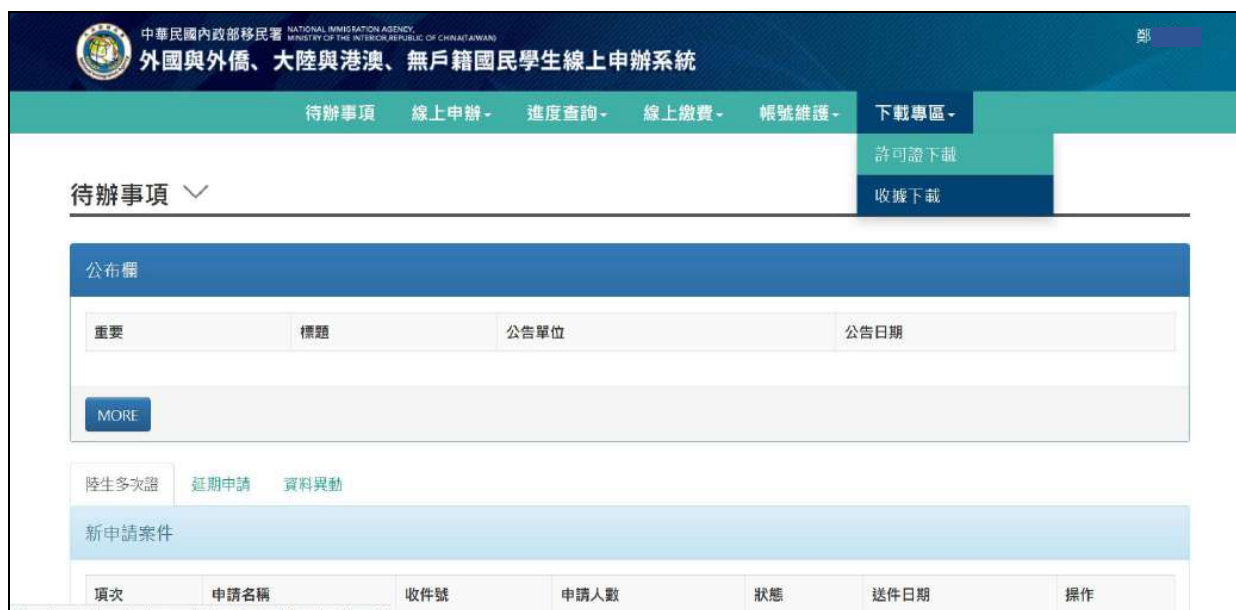 中華民國內政部移民署 NATIONAL IMMIGRATION AGENCY,
MINISTRY OF THE INTERIOR,REPUBLIC OF CHINA(TAIWAN)
外國與外僑、大陸與港澳、無戶籍國民學生線上申辦系統
鄭
待辦事項 線上申辦 進度查詢 線上繳費 帳號維護 下載專區
許可證下載
收據下載
待辦事項
公布欄
重要 標題 公告單位 公告日期
MORE
陸生多次證 延期申請 資料異動
新申請案件
項次 申請名稱 收件號 申請人數 狀態 送件日期 操作